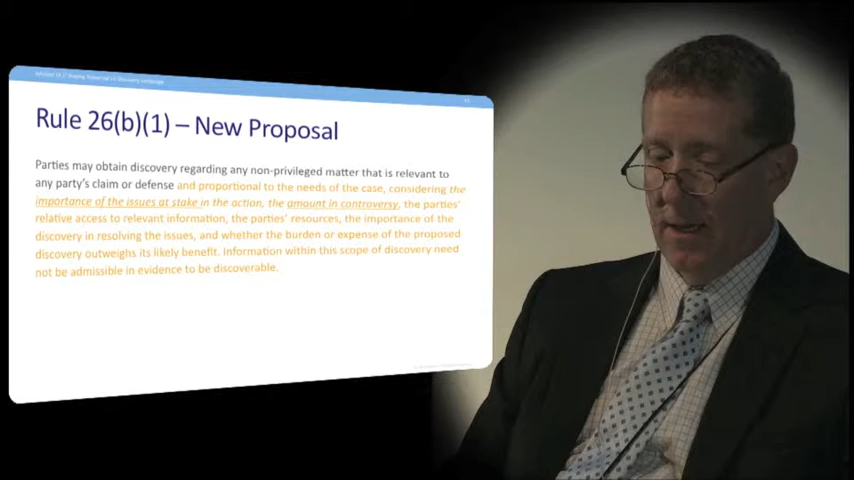 Rule 26(b)(1) – New Proposal
Parties may obtain discovery regarding any non-privileged matter that is relevant to
any party's claim or defense and proportional to the needs of the case, considering the
importance of the issues at stake in the action, the amount in controversy, the parties'
relative access to relevant information, the parties' resources, the importance of the
discovery in resolving the issues, and whether the burden or expense of the proposed
discovery outweighs its likely benefit. Information within this scope of discovery need
not be admissible in evidence to be discoverable.